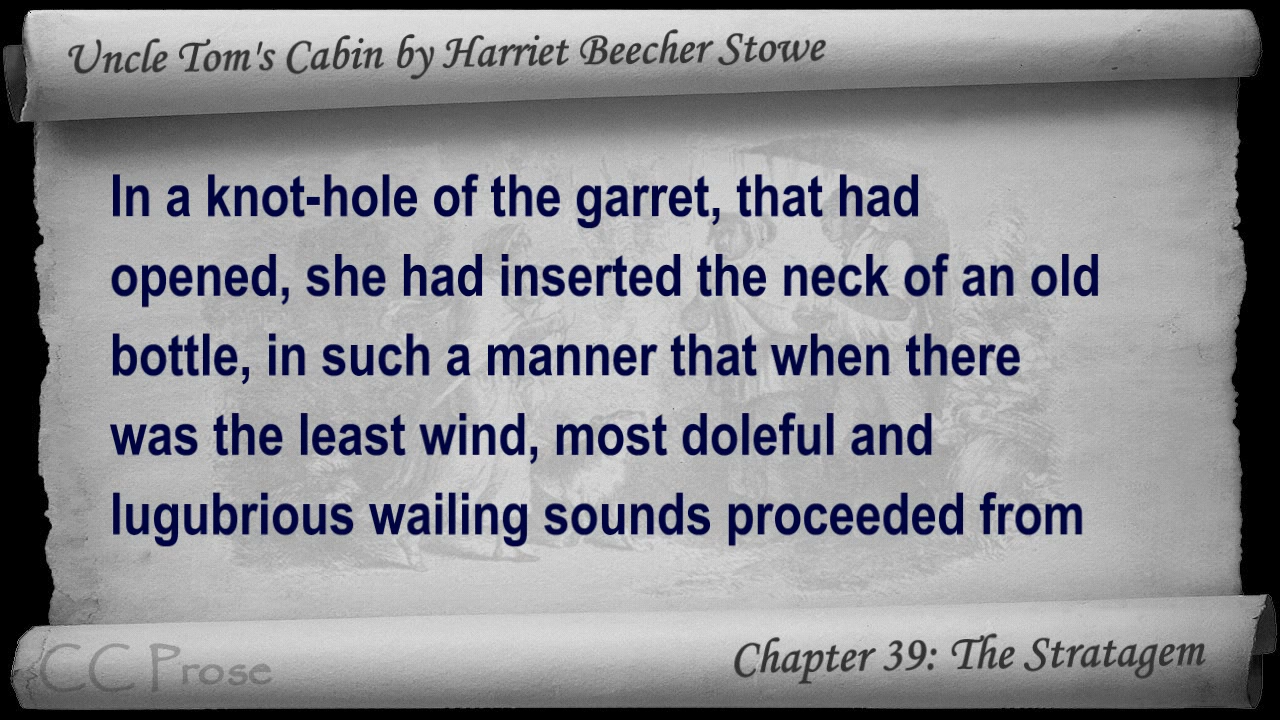 Uncle Tom's Cabin by Harriet Beecher Stowe
In a knot-hole of the garret, that had
opened, she had inserted the neck of an old
bottle, in such a manner that when there
was the least wind, most doleful and
lugubrious wailing sounds proceeded from
CC Prose
Chapter 39: The Stratagem